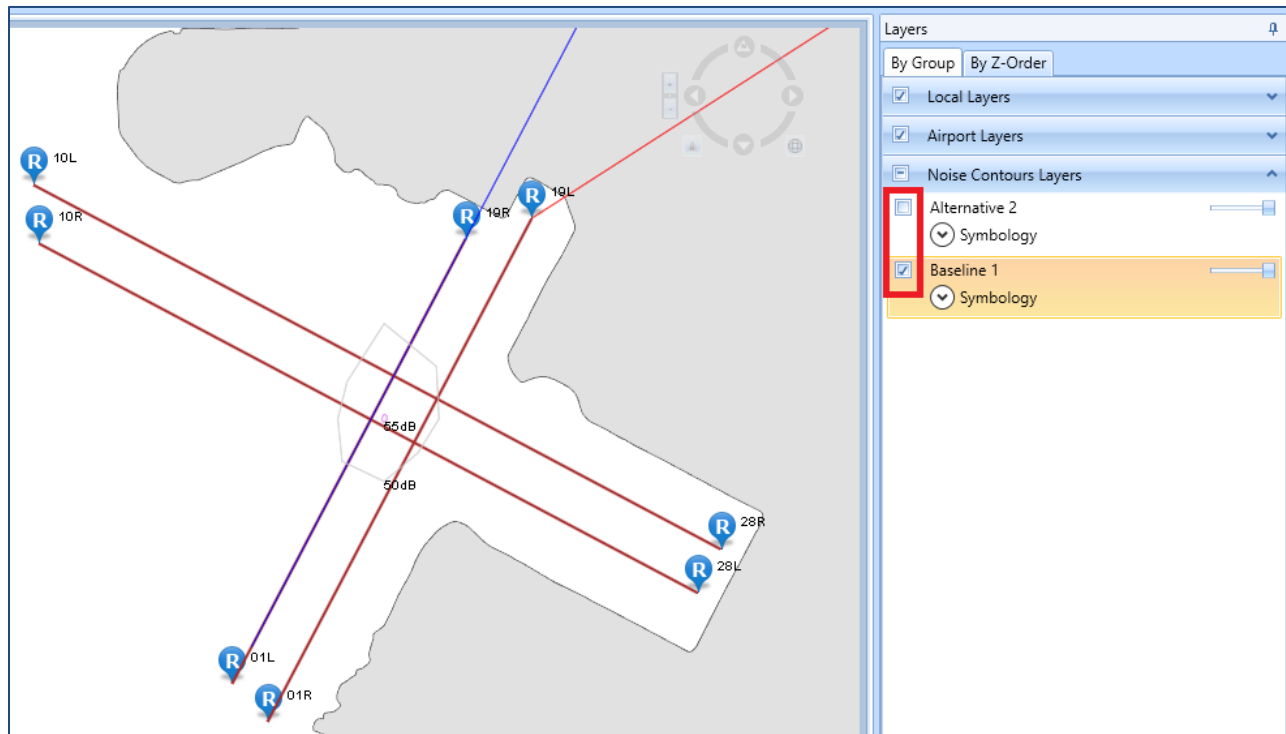 Layers
By Group By Z-Order
Local Layers
Airport Layers
Noise Contours Layers
Alternative 2
Symbology
Baseline 1
Symbology
R 10L
R 10R
R 19R
R 19L
55dB
50dB
R 28R
R 28L
R 01L
R 01R